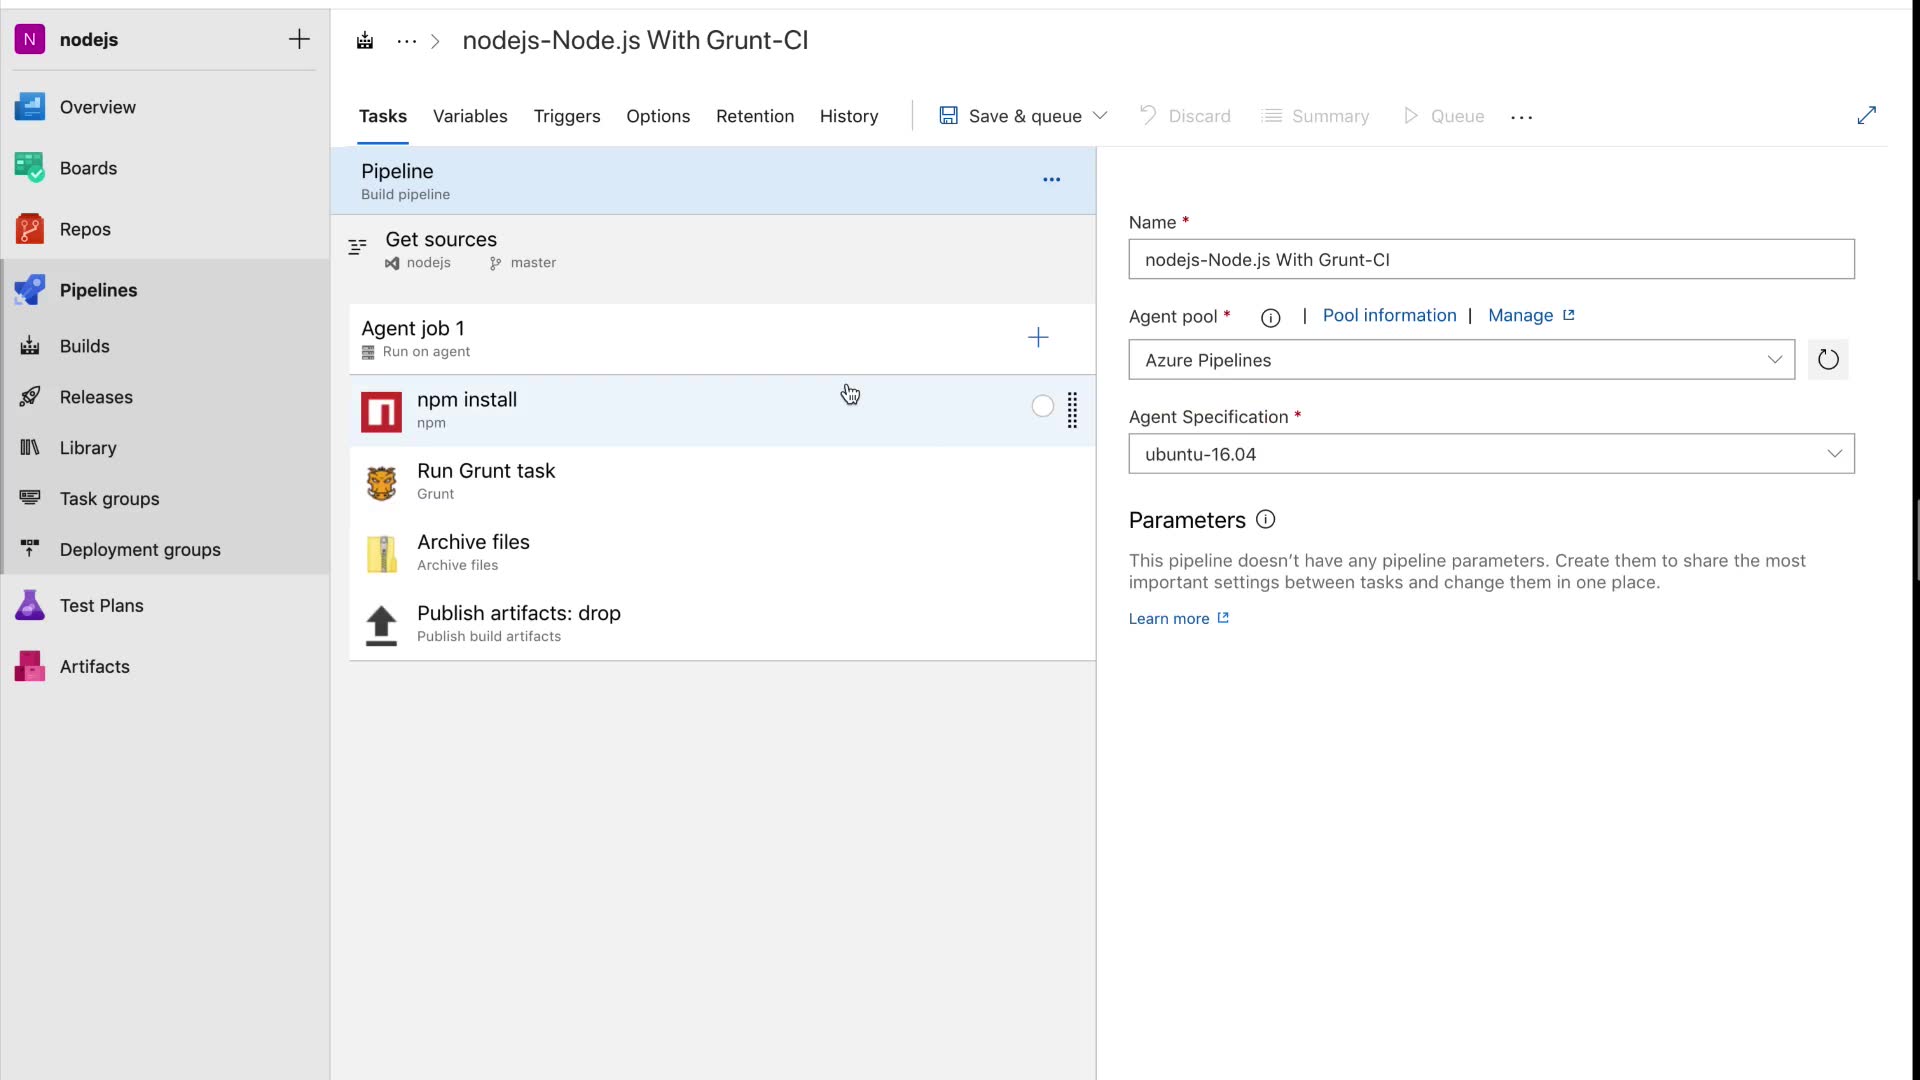 N nodejs
Overview
Boards
Repos
Pipelines
Builds
Releases
Library
Task groups
Deployment groups
Test Plans
Artifacts
nodejs-Node.js With Grunt-CI
Tasks Variables Triggers Options Retention History Save & queue Discard Summary Queue
Pipeline
Build pipeline
Get sources
nodejs master
Agent job 1
Run on agent
npm install
npm
Run Grunt task
Grunt
Archive files
Archive files
Publish artifacts: drop
Publish build artifacts
Name *
nodejs-Node.js With Grunt-CI
Agent pool * | Pool information | Manage
Azure Pipelines
Agent Specification *
ubuntu-16.04
Parameters
This pipeline doesn't have any pipeline parameters. Create them to share the most
important settings between tasks and change them in one place.
Learn more